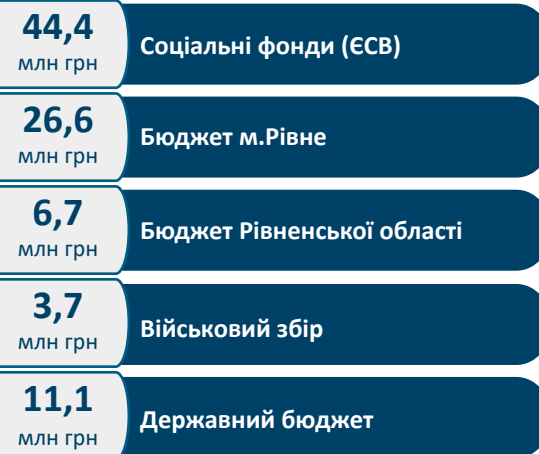 44,4
млн грн
Соціальні фонди (ЄСВ)
26,6
млн грн
Бюджет м.Рівне
6,7
млн грн
Бюджет Рівненської області
3,7
млн грн
Військовий збір
11,1
млн грн
Державний бюджет